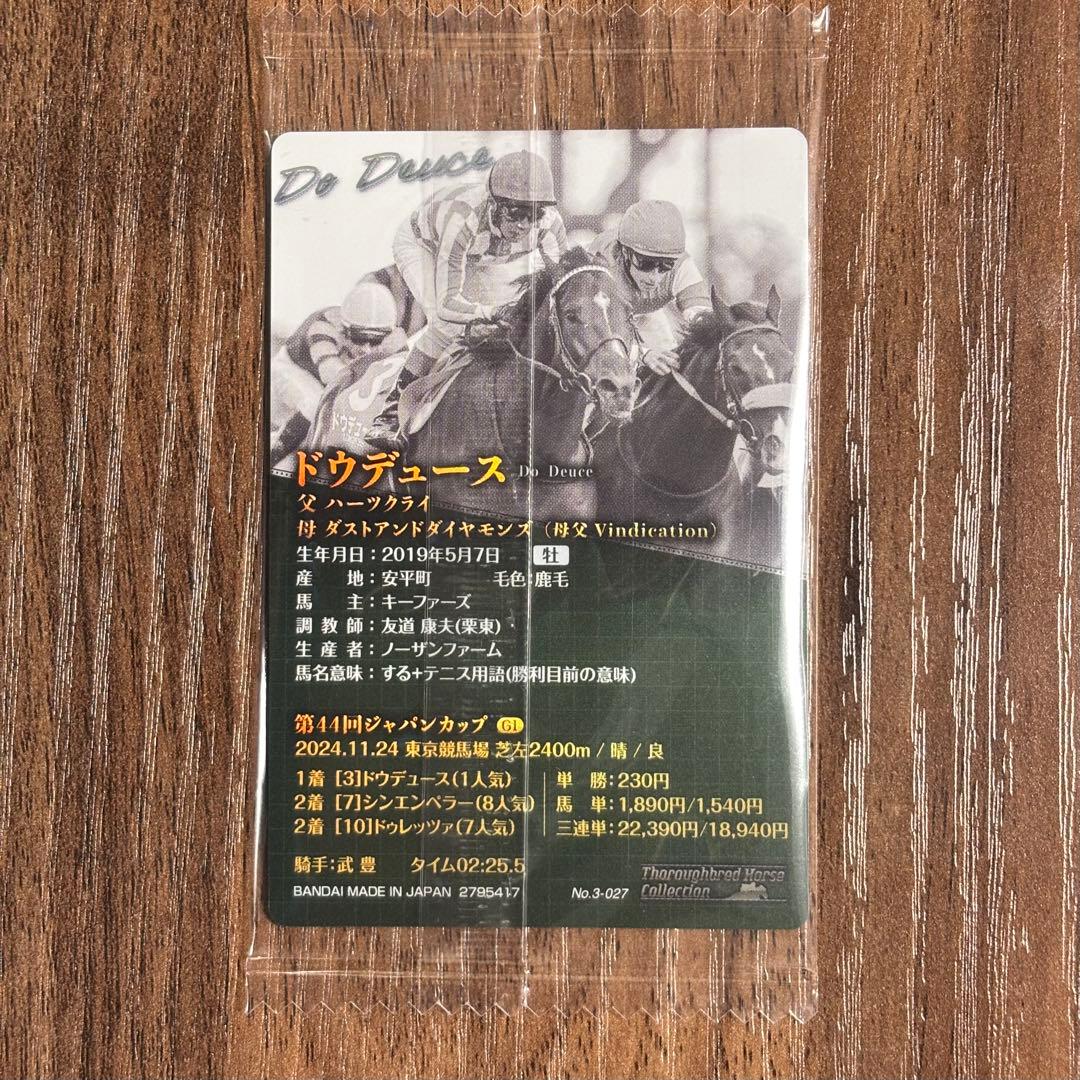 Do Deuce
ドウデュース
ドウデュース Do Deuce
父 ハーツクライ
母 ダストアンドダイヤモンズ (母父 Vindication)
生年月日：2019年5月7日 牡
産 地：安平町 毛色：鹿毛
馬 主：キーファーズ
調教師：友道 康夫(栗東)
生産者：ノーザンファーム
馬名意味：する+テニス用語(勝利目前の意味)
第44回ジャパンカップ G1
2024.11.24 東京競馬場 芝左2400m / 晴 / 良
1着 [3]ドウデュース(1人気) 単 勝：230円
2着 [7]シンエンペラー(8人気) 馬 単：1,890円/1,540円
2着 [10]ドゥレッツァ(7人気) 三連単：22,390円/18,940円
騎手：武 豊 タイム02:25.5
BANDAI MADE IN JAPAN 2795417 No.3-027
Thoroughbred Horse
Collection